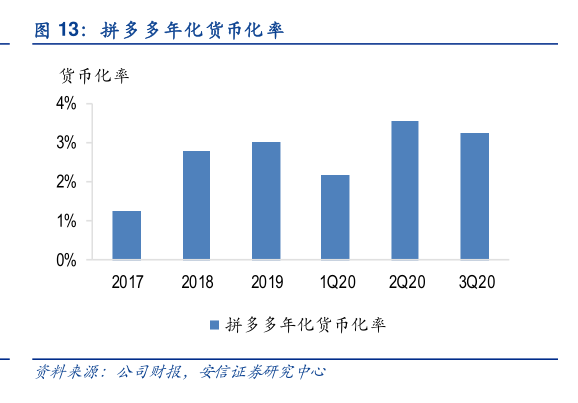 图 13：拼多多年化货币化率
货币化率
4%
3%
2%
1%
0%
2017 2018 2019 1Q20 2Q20 3Q20
拼多多年化货币化率
资料来源：公司财报，安信证券研究中心